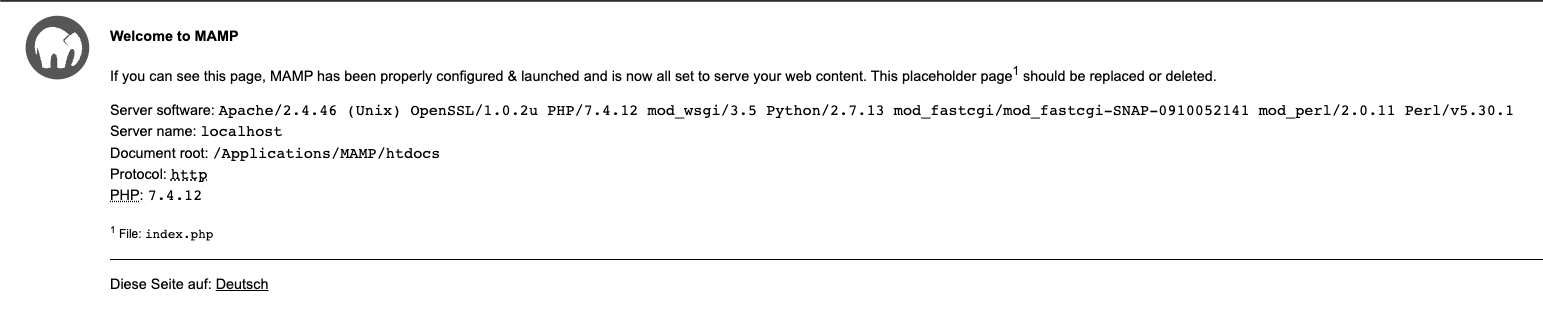 Welcome to MAMP
If you can see this page, MAMP has been properly configured & launched and is now all set to serve your web content. This placeholder page1 should be replaced or deleted.
Server software: Apache/2.4.46 (Unix) OpenSSL/1.0.2u PHP/7.4.12 mod_wsgi/3.5 Python/2.7.13 mod_fastcgi/mod_fastcgi-SNAP-0910052141 mod_perl/2.0.11 Perl/v5.30.1
Server name: localhost
Document root: /Applications/MAMP/htdocs
Protocol: http
PHP: 7.4.12
1 File: index.php
Diese Seite auf: Deutsch